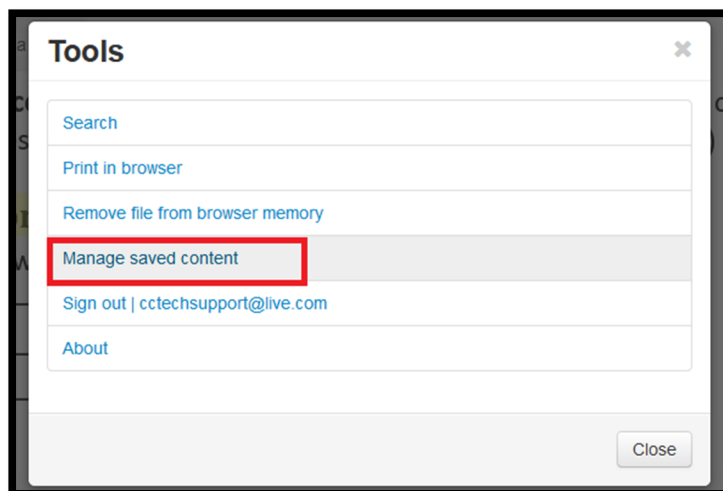 Tools
Search
Print in browser
Remove file from browser memory
Manage saved content
Sign out | cctechsupport@live.com
About
Close